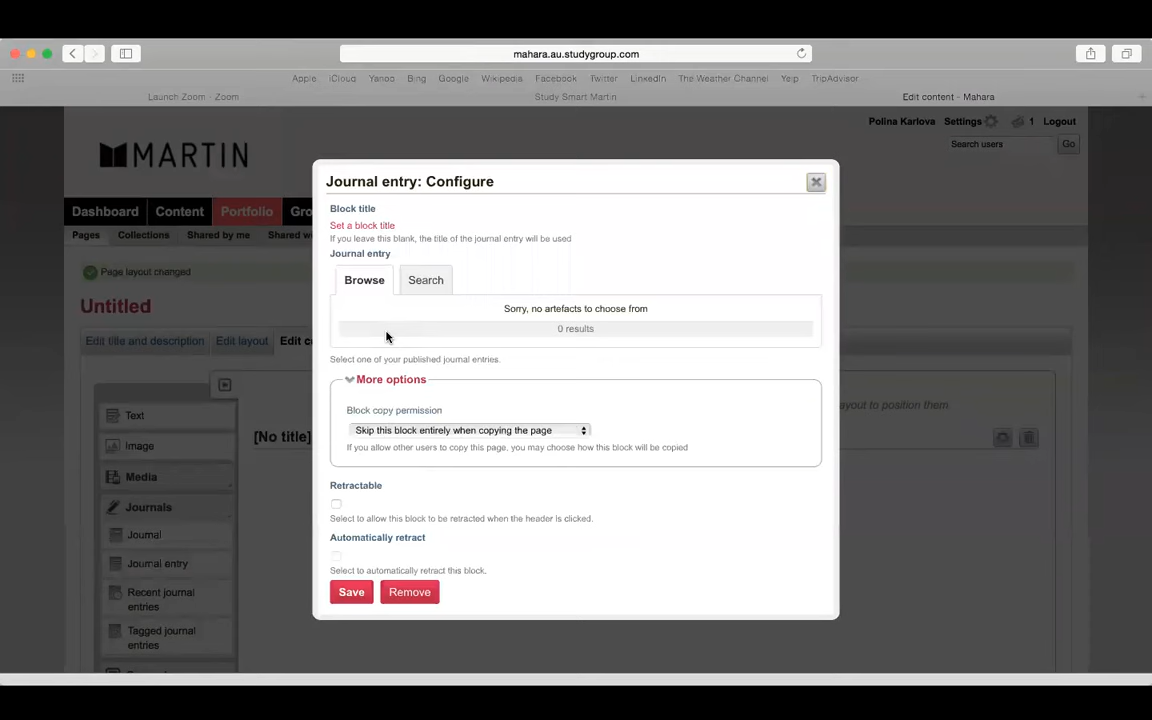 mahara.au.studygroup.com
Apple iCloud Yahoo Bing Google Wikipedia Facebook Twitter LinkedIn The Weather Channel Yelp TripAdvisor
Launch Zoom - Zoom Study Smart Martin Edit content - Mahara
Polina Karlova Settings 1 Logout
MARTIN
Search users Go
Dashboard Content Portfolio Gro
Pages Collections Shared by me Shared w
Page layout changed
Untitled
Edit title and description Edit layout Edit co
ayout to position them.
[No title]
Text
Image
Media
Journals
Journal
Journal entry
Recent journal
entries
Tagged journal
entries
Journal entry: Configure
Block title
Set a block title
If you leave this blank, the title of the journal entry will be used
Journal entry
Browse Search
Sorry, no artefacts to choose from
0 results
Select one of your published journal entries.
More options
Block copy permission
Skip this block entirely when copying the page
If you allow other users to copy this page, you may choose how this block will be copied
Retractable
Select to allow this block to be retracted when the header is clicked.
Automatically retract
Select to automatically retract this block.
Save Remove